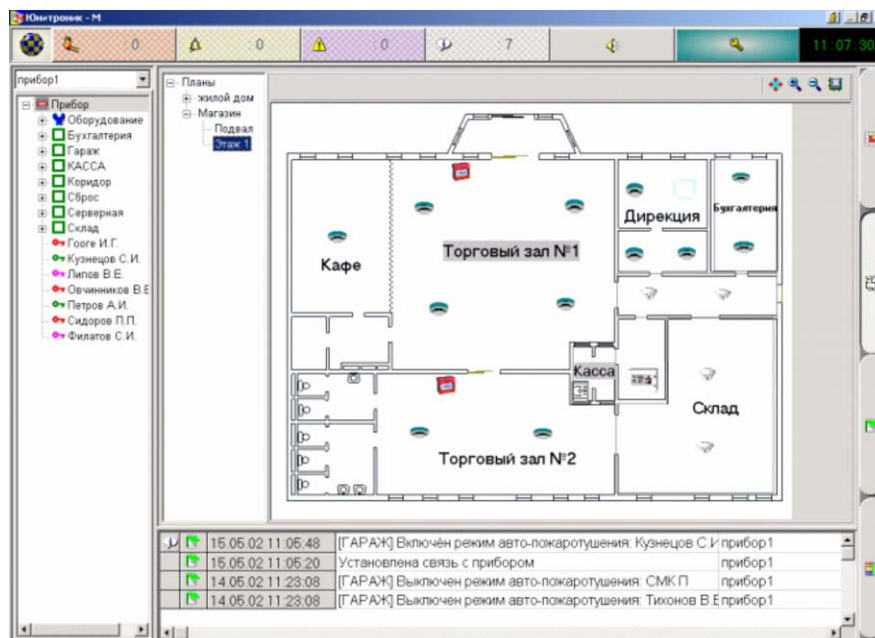 Юнитроник - М
: 0
: 0
: 0
: 7
11:07:30
прибор1
Прибор
Оборудование
Бухгалтерия
Гараж
КАССА
Коридор
Сброс
Серверная
Склад
Гооге И.Г.
Кузнецов С.И.
Липов В.Е.
Овчинников В.Е
Петров А.И.
Сидоров П.П.
Филатов С.И.
Планы
жилой дом
Магазин
Подвал
Этаж 1
Дирекция
Бухгалтерия
Торговый зал №1
Кафе
Касса
Склад
Торговый зал №2
15.05.02 11:05:48 [ГАРАЖ] Включён режим авто-пожаротушения: Кузнецов С.И прибор1
15.05.02 11:05:20 Установлена связь с прибором прибор1
14.05.02 11:23:08 [ГАРАЖ] Выключен режим авто-пожаротушения: СМК П прибор1
14.05.02 11:23:08 [ГАРАЖ] Выключен режим авто-пожаротушения: Тихонов В.Е прибор1